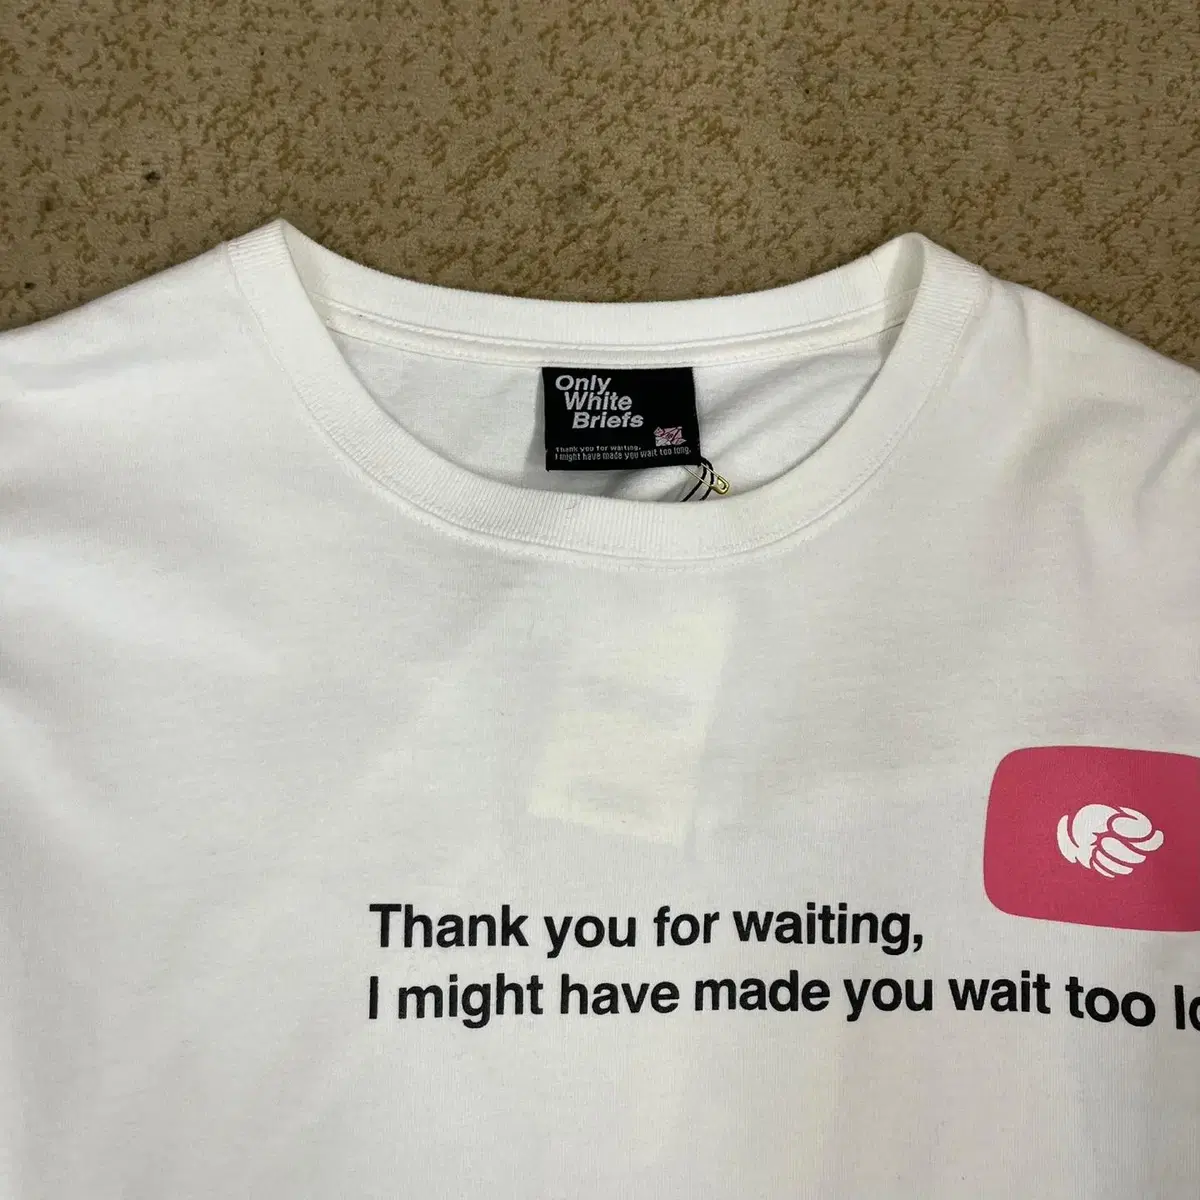 Only
White
Briefs
Thank you for waiting,
I might have made you wait too long.
Thank you for waiting,
I might have made you wait too lo